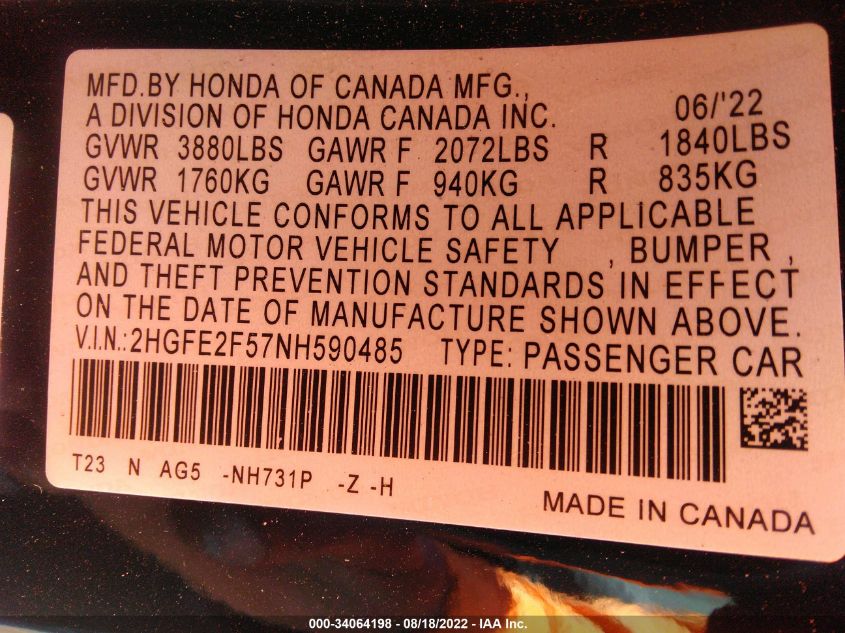 MFD.BY HONDA OF CANADA MFG.,
A DIVISION OF HONDA CANADA INC. 06/'22
GVWR 3880LBS GAWR F 2072LBS R 1840LBS
GVWR 1760KG GAWR F 940KG R 835KG
THIS VEHICLE CONFORMS TO ALL APPLICABLE
FEDERAL MOTOR VEHICLE SAFETY , BUMPER ,
AND THEFT PREVENTION STANDARDS IN EFFECT
ON THE DATE OF MANUFACTURE SHOWN ABOVE.
V.I.N.:2HGFE2F57NH590485 TYPE: PASSENGER CAR
T23 N AG5 -NH731P -Z -H
MADE IN CANADA
000-34064198 - 08/18/2022 - IAA Inc.